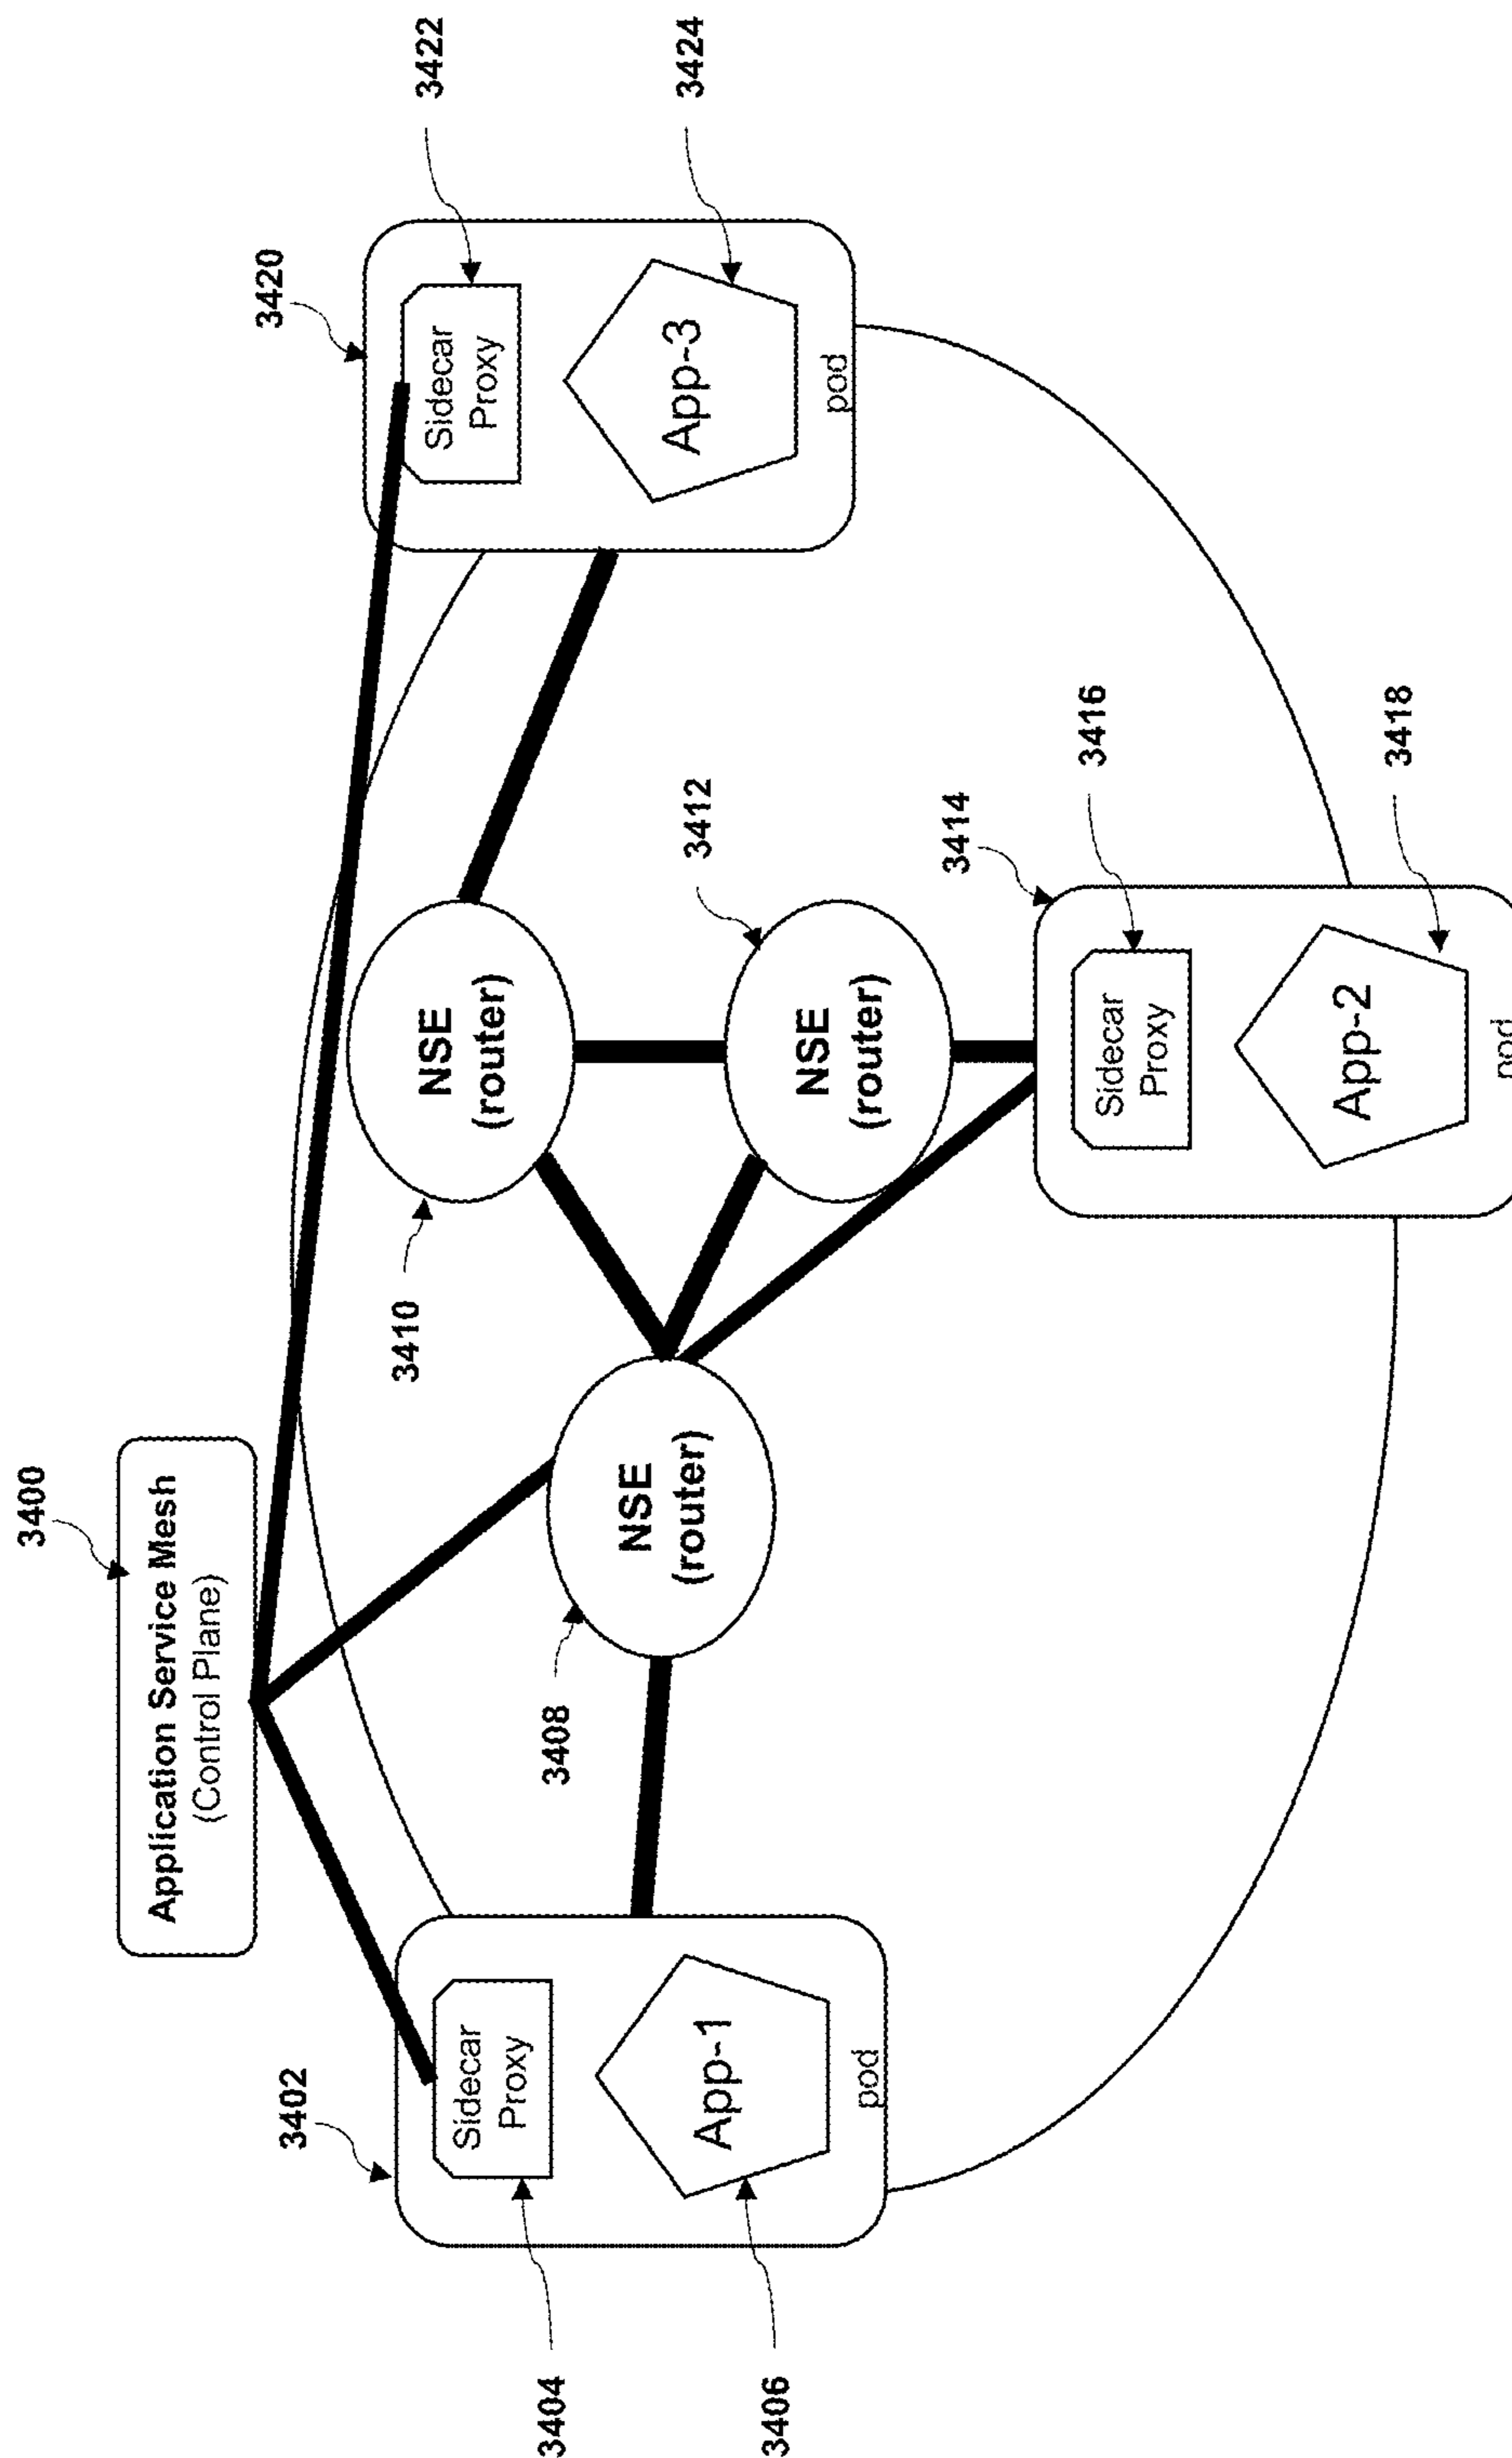 3400
Application Service Mesh
(Control Plane)
3402
3404
Sidecar
Proxy
3406
App-1
pod
3408
NSE
(router)
3410
NSE
(router)
3412
NSE
(router)
3414
3416
Sidecar
Proxy
3418
App-2
pod
3420
3422
Sidecar
Proxy
3424
App-3
pod